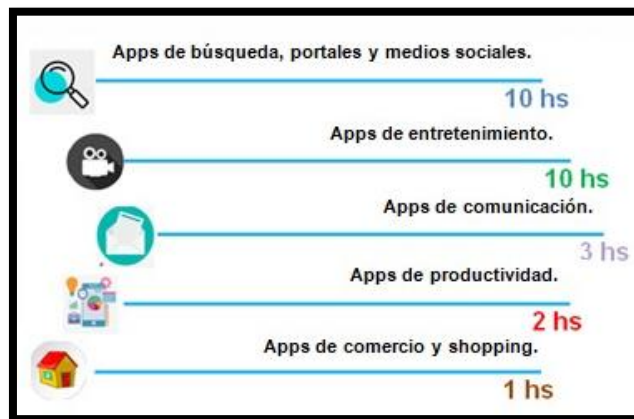 Apps de búsqueda, portales y medios sociales.
10 hs
Apps de entretenimiento.
10 hs
Apps de comunicación.
3 hs
Apps de productividad.
2 hs
Apps de comercio y shopping.
1 hs